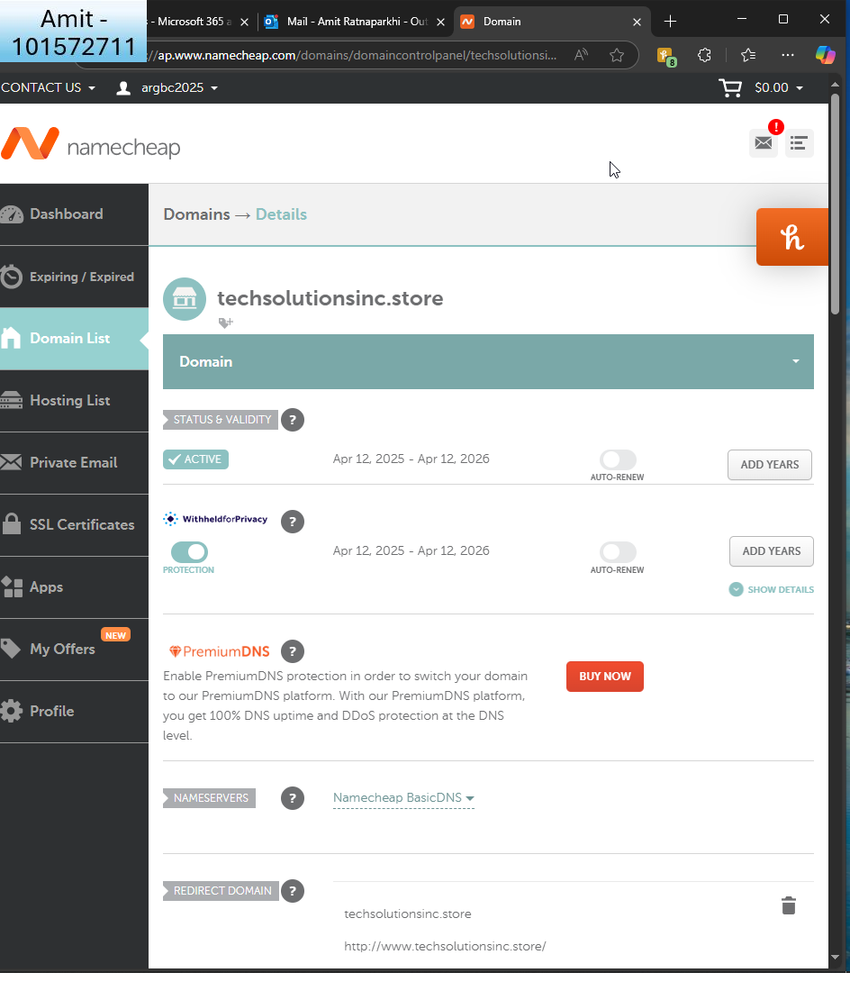 Amit -
101572711
- Microsoft 365 a
Mail - Amit Ratnaparkhi - Out
Domain
//ap.www.namecheap.com/domains/domaincontrolpanel/techsolutionsi...
8
CONTACT US
argbc2025
$0.00
namecheap
!
Dashboard
Expiring / Expired
Domain List
Hosting List
Private Email
SSL Certificates
Apps
My Offers
NEW
Profile
Domains → Details
techsolutionsinc.store
Domain
STATUS & VALIDITY ?
ACTIVE
Apr 12, 2025 - Apr 12, 2026
AUTO-RENEW
ADD YEARS
WithheldforPrivacy ?
PROTECTION
Apr 12, 2025 - Apr 12, 2026
AUTO-RENEW
ADD YEARS
SHOW DETAILS
PremiumDNS ?
Enable PremiumDNS protection in order to switch your domain
to our PremiumDNS platform. With our PremiumDNS platform,
you get 100% DNS uptime and DDoS protection at the DNS
level.
BUY NOW
NAMESERVERS ?
Namecheap BasicDNS
REDIRECT DOMAIN ?
techsolutionsinc.store
http://www.techsolutionsinc.store/